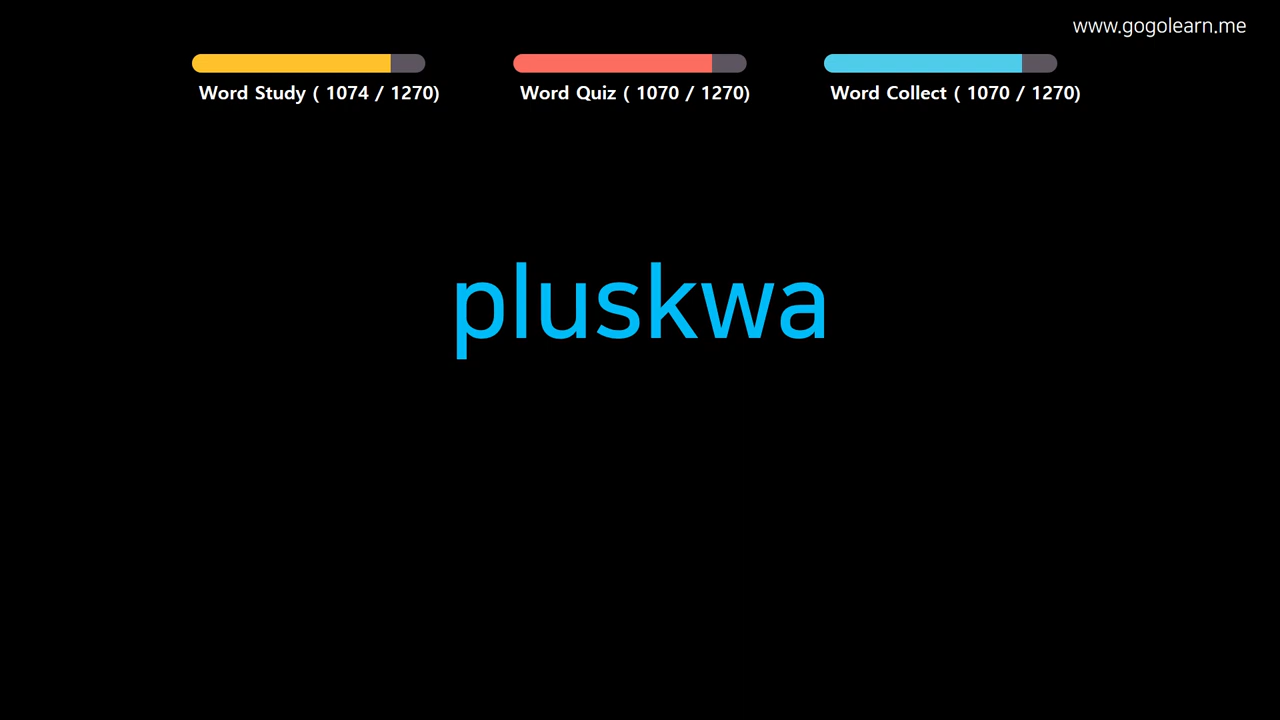 www.gogolearn.me
Word Study ( 1074 / 1270)
Word Quiz ( 1070 / 1270)
Word Collect ( 1070 / 1270)
pluskwa